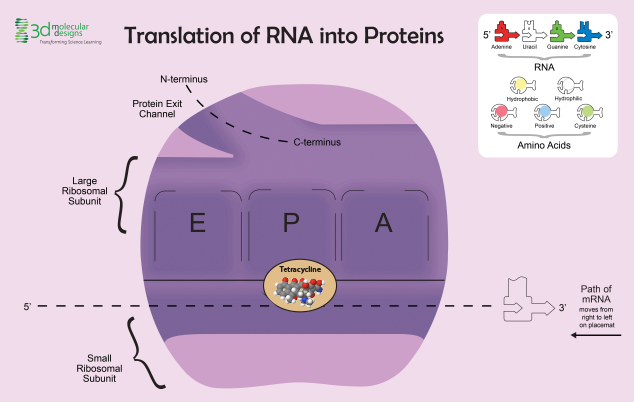 3d molecular designs
Transforming Science Learning
Translation of RNA into Proteins
N-terminus
Protein Exit
Channel
C-terminus
Large
Ribosomal
Subunit
E P A
Tetracycline
5’
3’
Path of
mRNA
moves from
right to left
on placemat
Small
Ribosomal
Subunit
5’ 3’
Adenine Uracil Guanine Cytosine
RNA
Hydrophobic Hydrophilic
Negative Positive Cysteine
Amino Acids